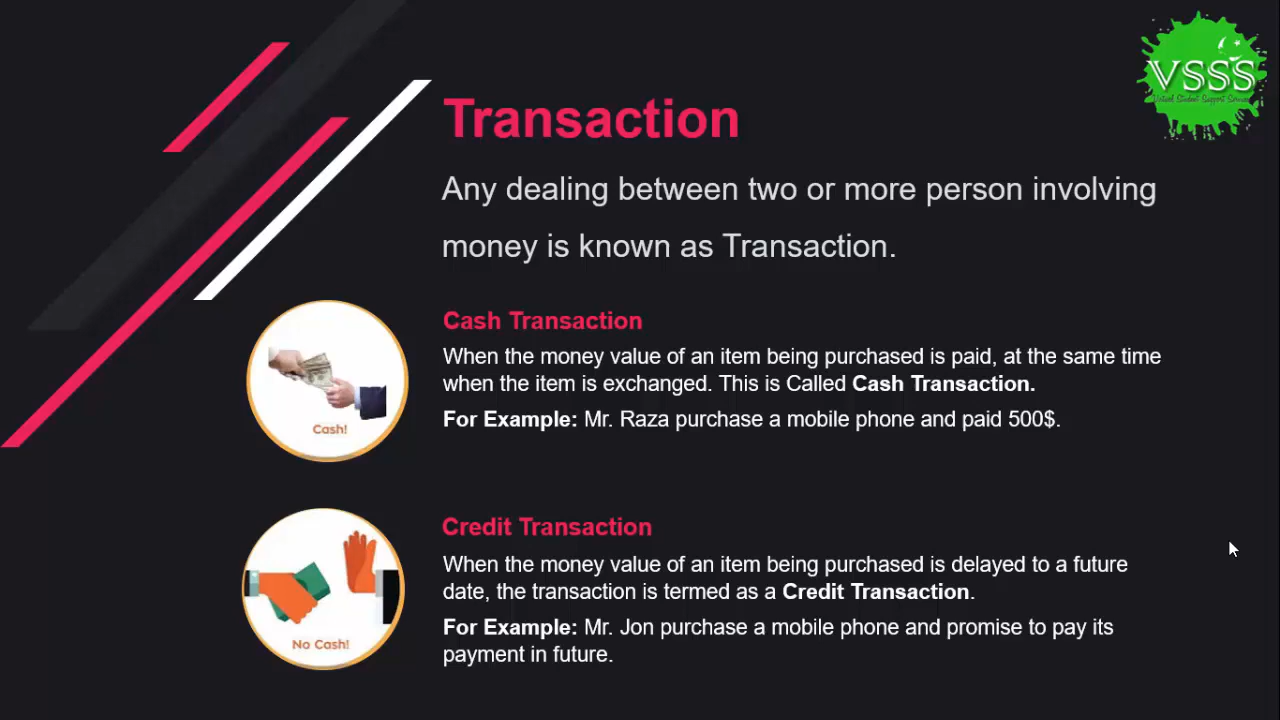 VSSS
Virtual Student Support Services
Transaction
Any dealing between two or more person involving
money is known as Transaction.
Cash Transaction
When the money value of an item being purchased is paid, at the same time
when the item is exchanged. This is Called Cash Transaction.
For Example: Mr. Raza purchase a mobile phone and paid 500$.
Cash!
Credit Transaction
When the money value of an item being purchased is delayed to a future
date, the transaction is termed as a Credit Transaction.
For Example: Mr. Jon purchase a mobile phone and promise to pay its
payment in future.
No Cash!